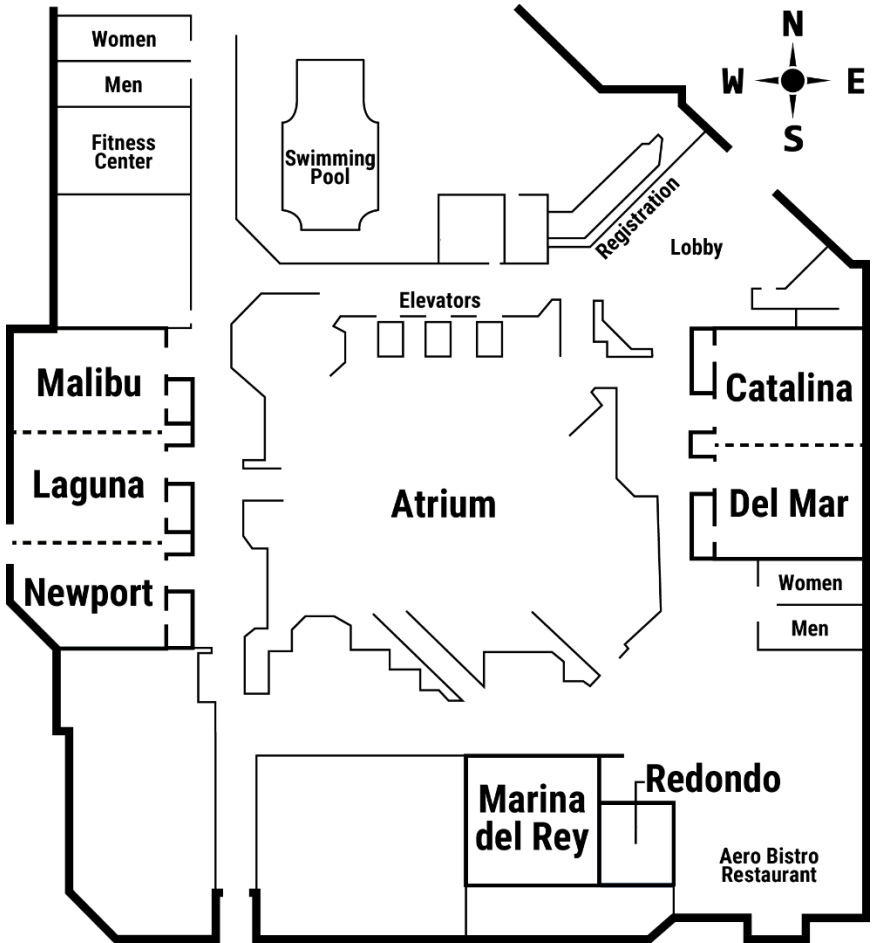 Women
Men
Fitness
Center
Swimming
Pool
N
W
E
S
Registration
Lobby
Elevators
Malibu
Laguna
Newport
Atrium
Catalina
Del Mar
Women
Men
Marina
del Rey
Redondo
Aero Bistro
Restaurant